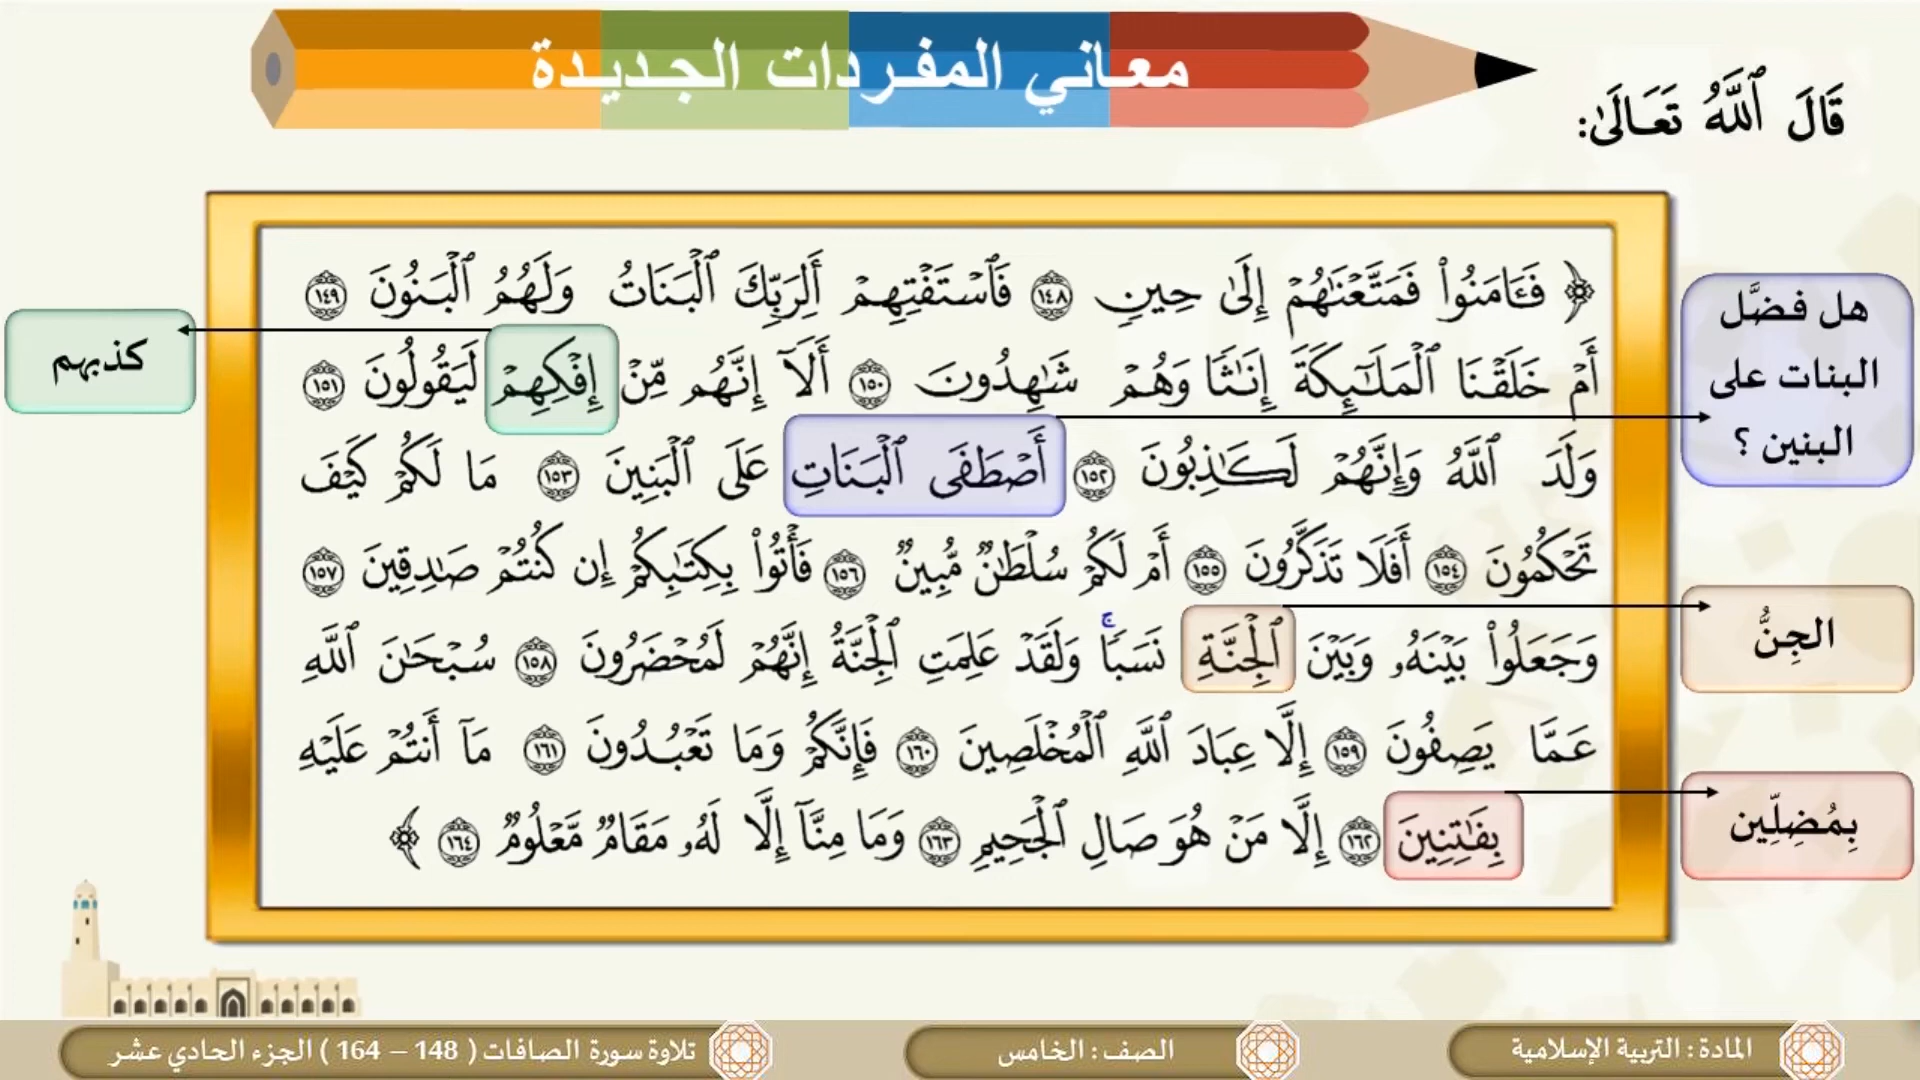 معاني المفردات الجديدة
قَالَ ٱللَّهُ تَعَالَىٰ:
﴿ فَـَٔامَنُوا۟ فَمَتَّعْنَـٰهُمْ إِلَىٰ حِينٍ ١٤٨ فَٱسْتَفْتِهِمْ أَلِرَبِّكَ ٱلْبَنَاتُ وَلَهُمُ ٱلْبَنُونَ ١٤٩
أَمْ خَلَقْنَا ٱلْمَلَـٰٓئِكَةَ إِنَـٰثًا وَهُمْ شَـٰهِدُونَ ١٥٠ أَلَآ إِنَّهُم مِّنْ إِفْكِهِمْ لَيَقُولُونَ ١٥١
وَلَدَ ٱللَّهُ وَإِنَّهُمْ لَكَـٰذِبُونَ ١٥٢ أَصْطَفَى ٱلْبَنَاتِ عَلَى ٱلْبَنِينَ ١٥٣ مَا لَكُمْ كَيْفَ
تَحْكُمُونَ ١٥٤ أَفَلَا تَذَكَّرُونَ ١٥٥ أَمْ لَكُمْ سُلْطَـٰنٌ مُّبِينٌ ١٥٦ فَأْتُوا۟ بِكِتَـٰبِكُمْ إِن كُنتُمْ صَـٰدِقِينَ ١٥٧
وَجَعَلُوا۟ بَيْنَهُۥ وَبَيْنَ ٱلْجِنَّةِ نَسَبًاۚ وَلَقَدْ عَلِمَتِ ٱلْجِنَّةُ إِنَّهُمْ لَمُحْضَرُونَ ١٥٨ سُبْحَـٰنَ ٱللَّهِ
عَمَّا يَصِفُونَ ١٥٩ إِلَّا عِبَادَ ٱللَّهِ ٱلْمُخْلَصِينَ ١٦٠ فَإِنَّكُمْ وَمَا تَعْبُدُونَ ١٦١ مَآ أَنتُمْ عَلَيْهِ
بِفَـٰتِنِينَ ١٦٢ إِلَّا مَنْ هُوَ صَالِ ٱلْجَحِيمِ ١٦٣ وَمَا مِنَّآ إِلَّا لَهُۥ مَقَامٌ مَّعْلُومٌ ١٦٤ ﴾
هل فضَّل
البنات على
البنين ؟
الجِنُّ
بِمُضِلِّين
كذبهم
المادة : التربية الإسلامية
الصف : الخامس
تلاوة سورة الصافات ( 148 – 164 ) الجزء الحادي عشر